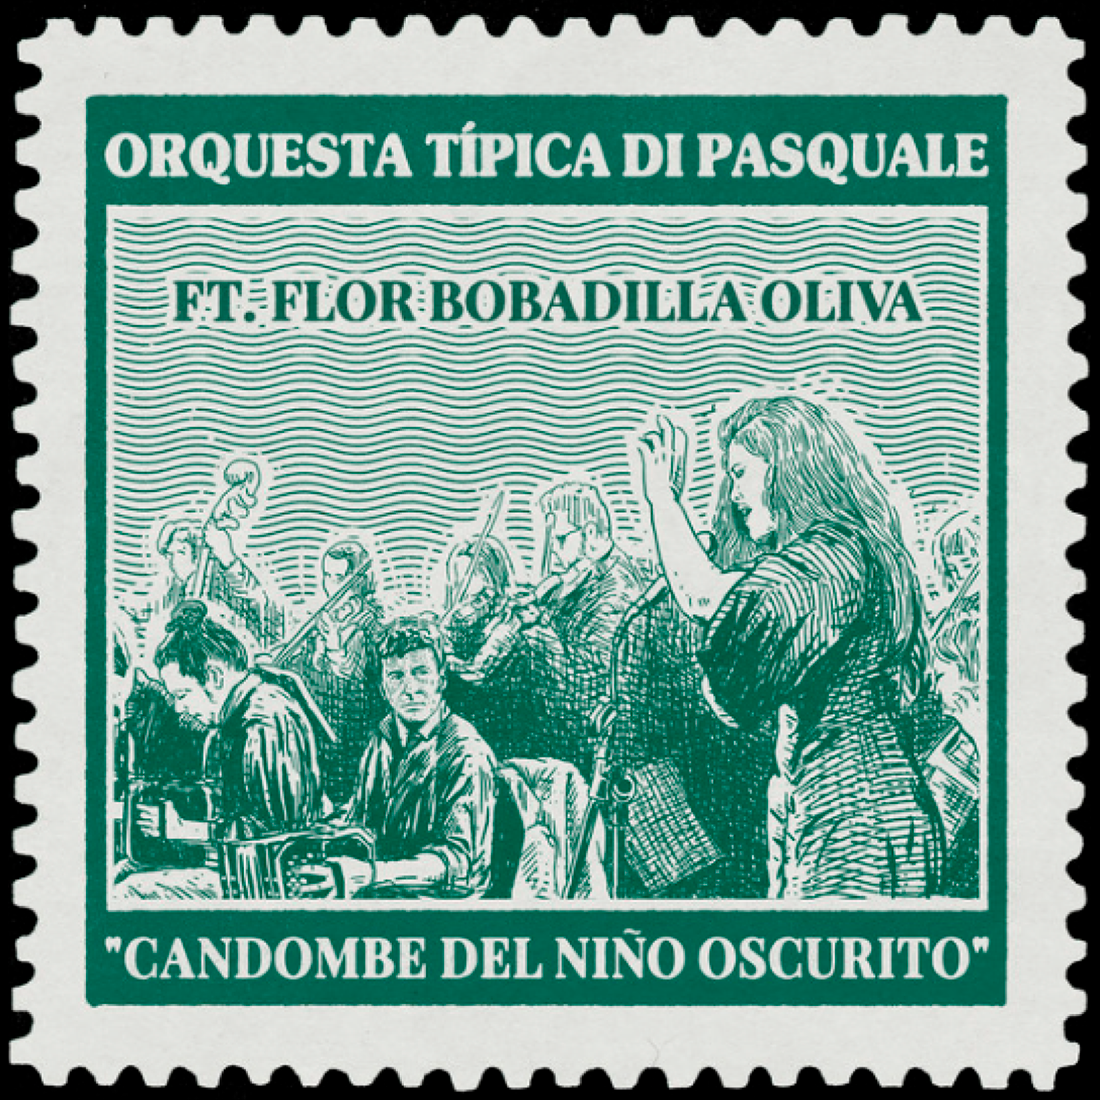 ORQUESTA TÍPICA DI PASQUALE
FT. FLOR BOBADILLA OLIVA
"CANDOMBE DEL NIÑO OSCURITO"